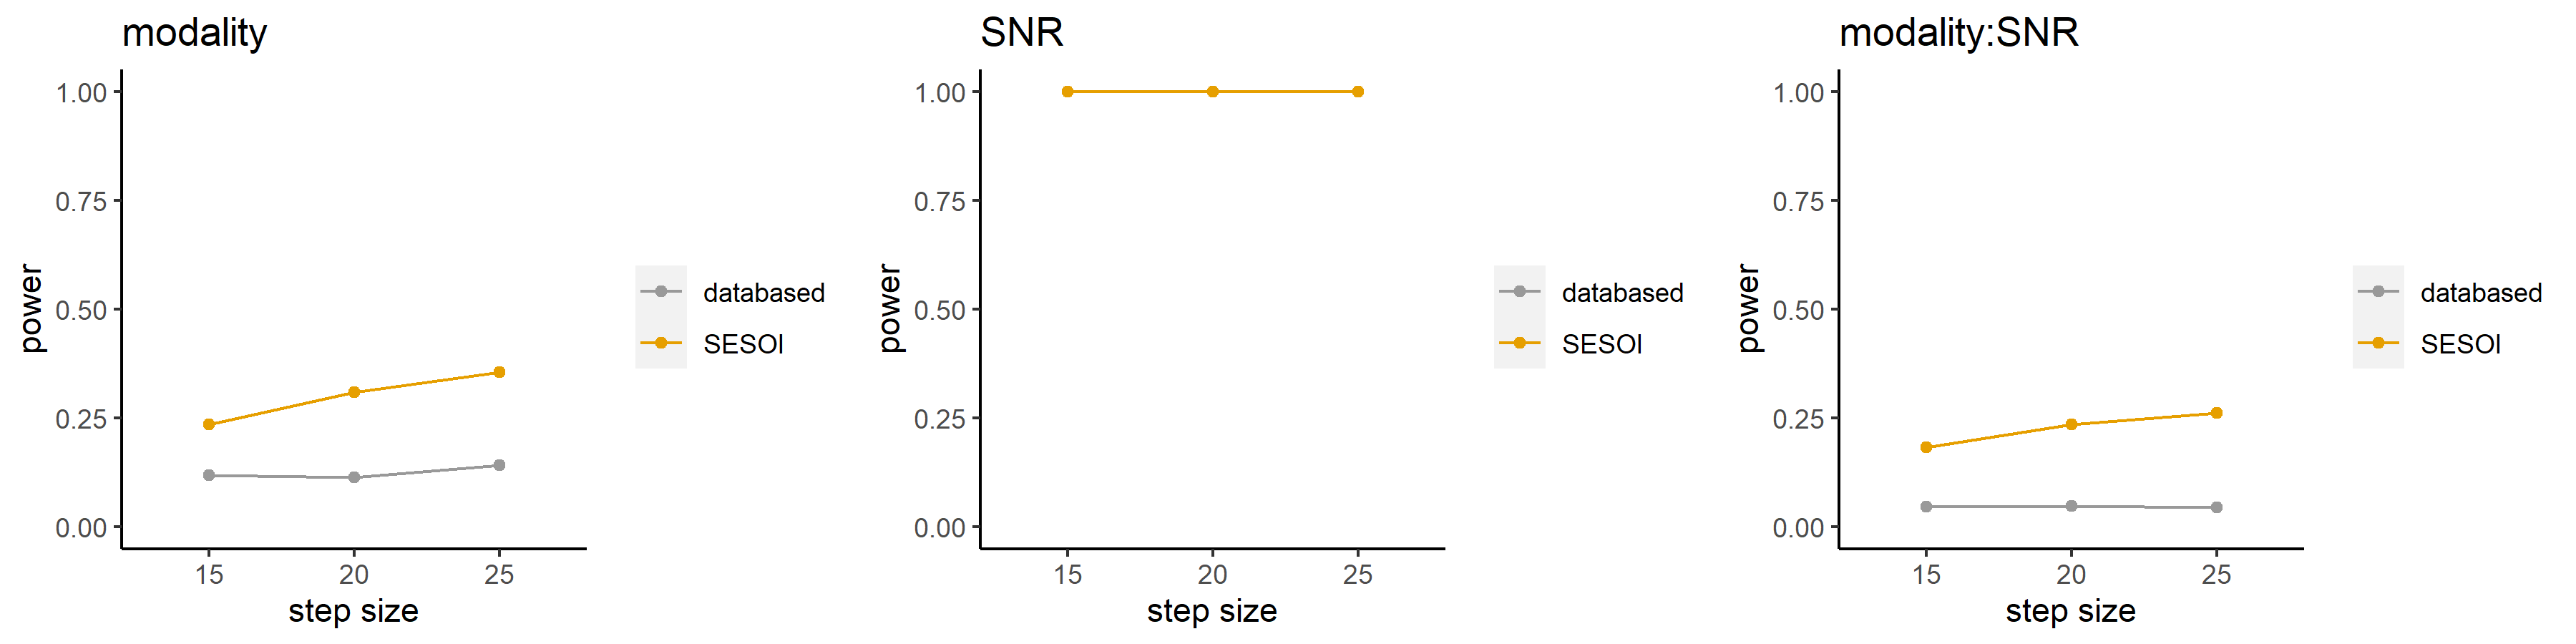 modality
1.00
0.75
0.50
0.25
0.00
power
15 20 25
step size
databased
SESOI
SNR
1.00
0.75
0.50
0.25
0.00
power
15 20 25
step size
databased
SESOI
modality:SNR
1.00
0.75
0.50
0.25
0.00
power
15 20 25
step size
databased
SESOI